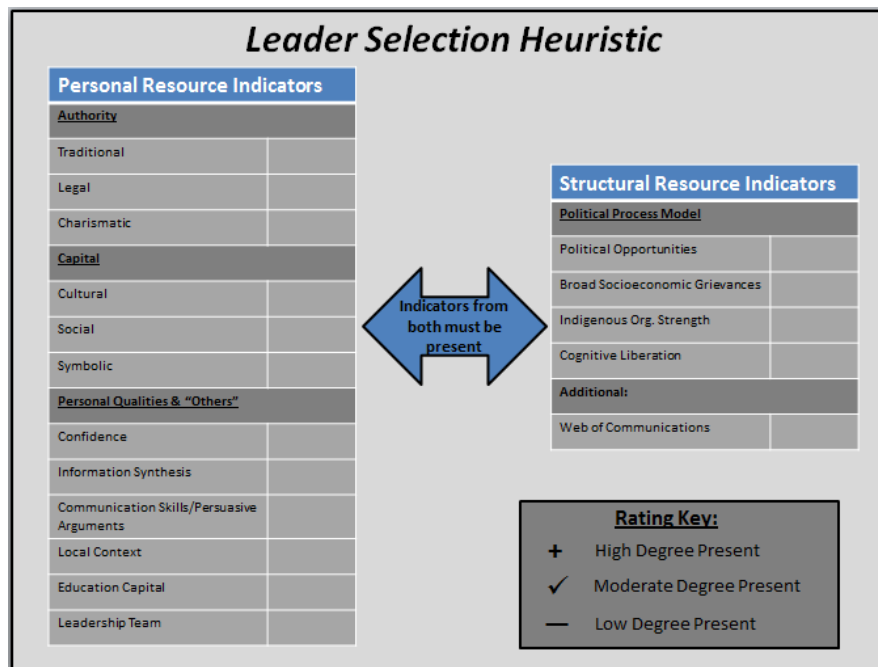 Leader Selection Heuristic
Personal Resource Indicators
Authority
Traditional
Legal
Charismatic
Capital
Cultural
Social
Symbolic
Personal Qualities & “Others”
Confidence
Information Synthesis
Communication Skills/Persuasive
Arguments
Local Context
Education Capital
Leadership Team
Indicators from
both must be
present
Structural Resource Indicators
Political Process Model
Political Opportunities
Broad Socioeconomic Grievances
Indigenous Org. Strength
Cognitive Liberation
Additional:
Web of Communications
Rating Key:
+ High Degree Present
✓ Moderate Degree Present
— Low Degree Present